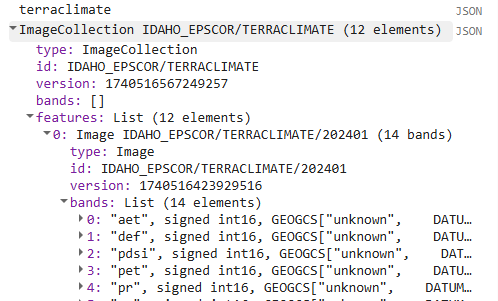 terraclimate JSON
ImageCollection IDAHO_EPSCOR/TERRACLIMATE (12 elements) JSON
type: ImageCollection
id: IDAHO_EPSCOR/TERRACLIMATE
version: 1740516567249257
bands: []
features: List (12 elements)
0: Image IDAHO_EPSCOR/TERRACLIMATE/202401 (14 bands)
type: Image
id: IDAHO_EPSCOR/TERRACLIMATE/202401
version: 1740516423929516
bands: List (14 elements)
0: "aet", signed int16, GEOGCS["unknown", DATU…
1: "def", signed int16, GEOGCS["unknown", DATU…
2: "pdsi", signed int16, GEOGCS["unknown", DAT…
3: "pet", signed int16, GEOGCS["unknown", DATU…
4: "pr", signed int16, GEOGCS["unknown", DATUM…